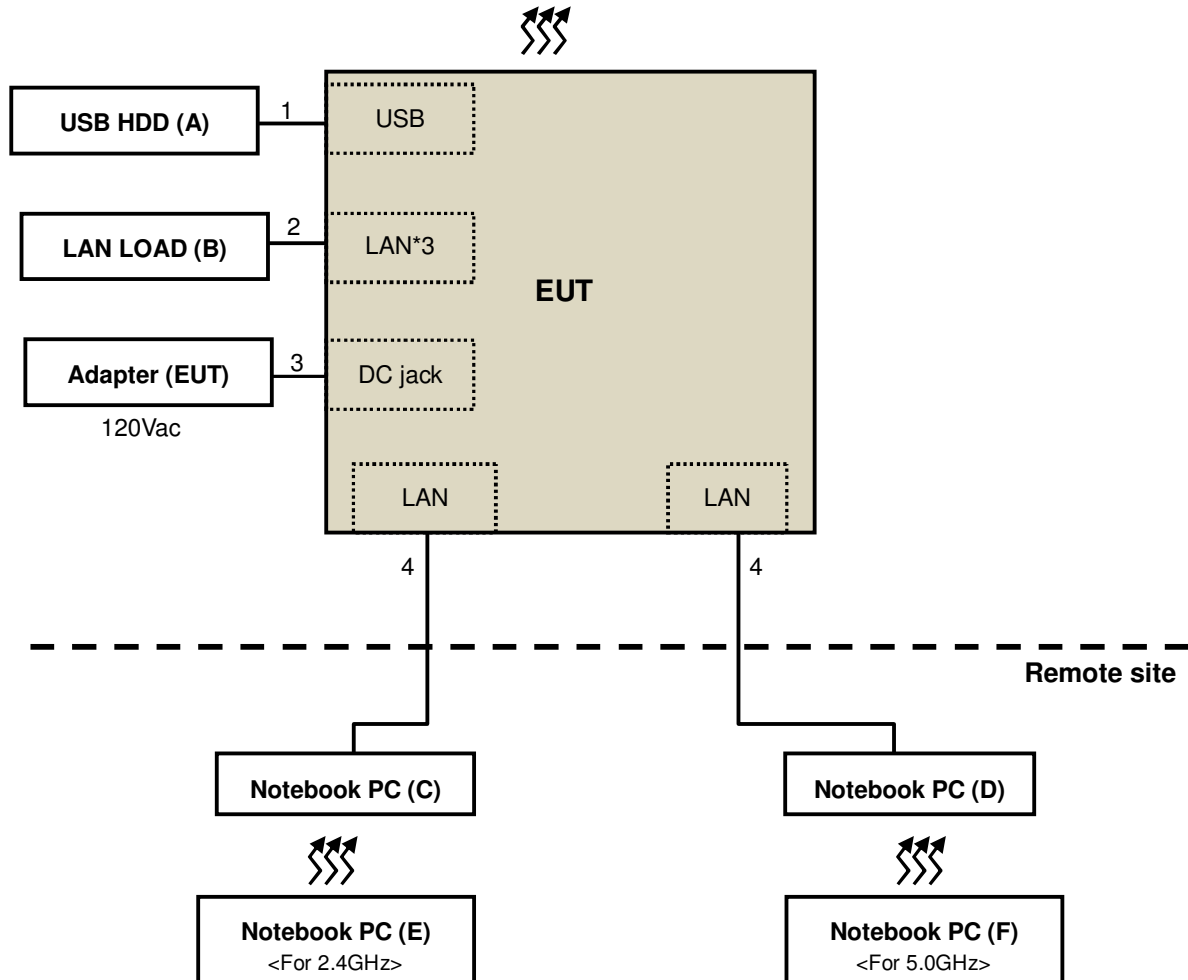 USB HDD (A)
1
USB
LAN LOAD (B)
2
LAN*3
EUT
Adapter (EUT)
3
DC jack
120Vac
LAN
LAN
4
4
Remote site
Notebook PC (C)
Notebook PC (D)
Notebook PC (E)
<For 2.4GHz>
Notebook PC (F)
<For 5.0GHz>